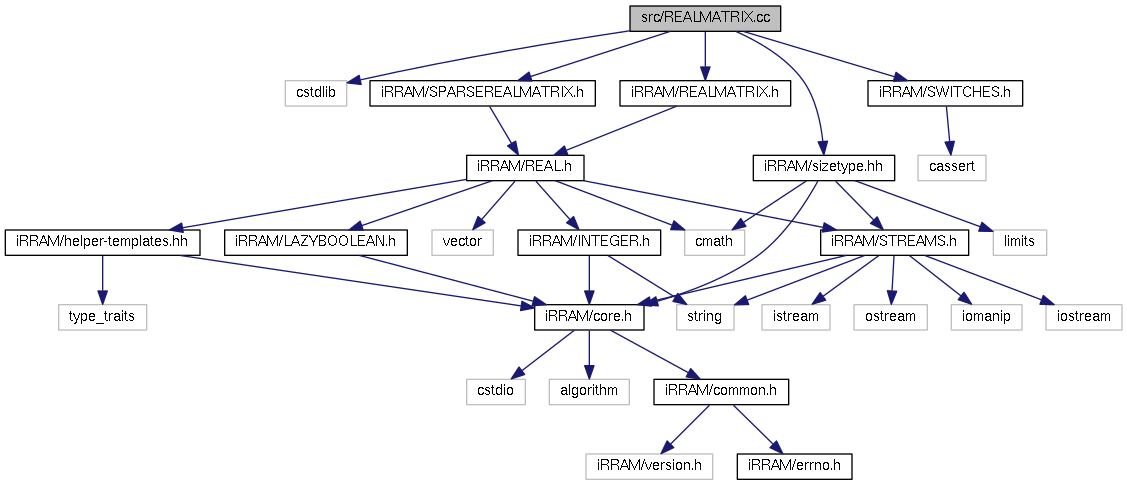 src/REALMATRIX.cc
cstdlib
iRRAM/SPARSEREALMATRIX.h
iRRAM/REALMATRIX.h
iRRAM/SWITCHES.h
iRRAM/REAL.h
iRRAM/sizetype.hh
cassert
iRRAM/helper-templates.hh
iRRAM/LAZYBOOLEAN.h
vector
iRRAM/INTEGER.h
cmath
iRRAM/STREAMS.h
limits
type_traits
iRRAM/core.h
string
istream
ostream
iomanip
iostream
cstdio
algorithm
iRRAM/common.h
iRRAM/version.h
iRRAM/errno.h